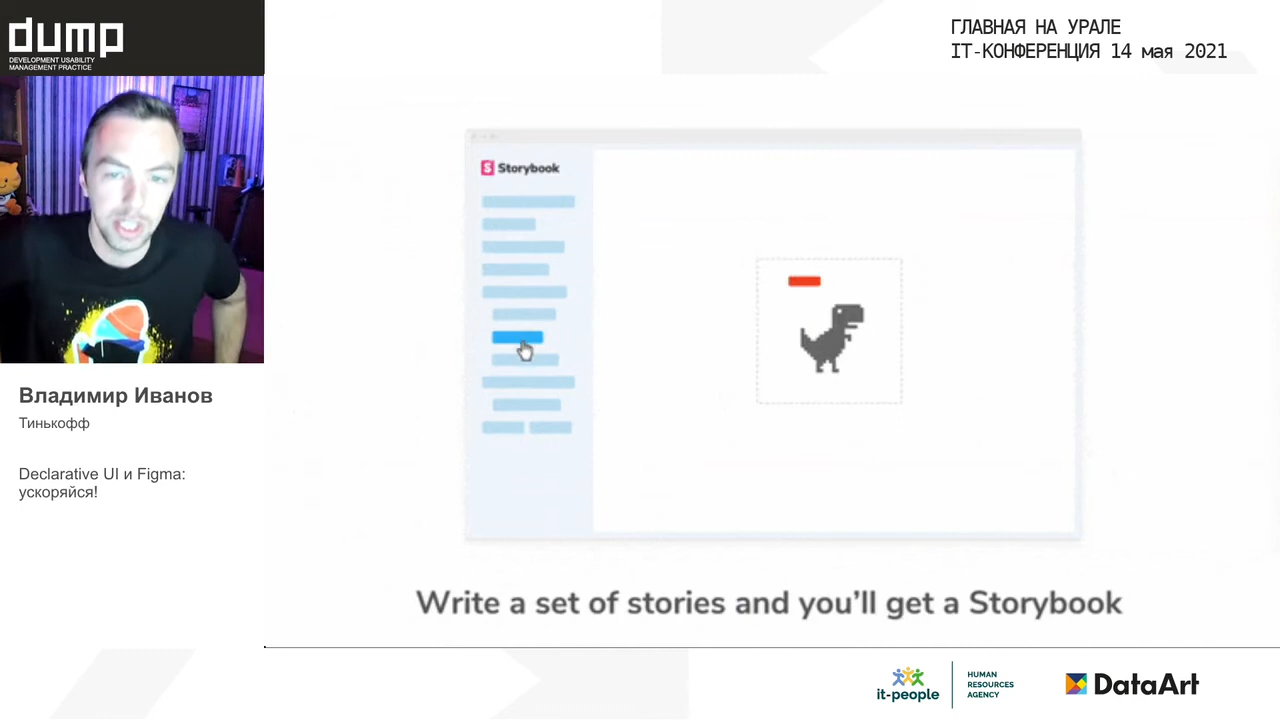 dump
DEVELOPMENT USABILITY
MANAGEMENT PRACTICE
ГЛАВНАЯ НА УРАЛЕ
IT-КОНФЕРЕНЦИЯ 14 мая 2021
S Storybook
Write a set of stories and you’ll get a Storybook
Владимир Иванов
Тинькофф
Declarative UI и Figma:
ускоряйся!
it-people
HUMAN
RESOURCES
AGENCY
DataArt